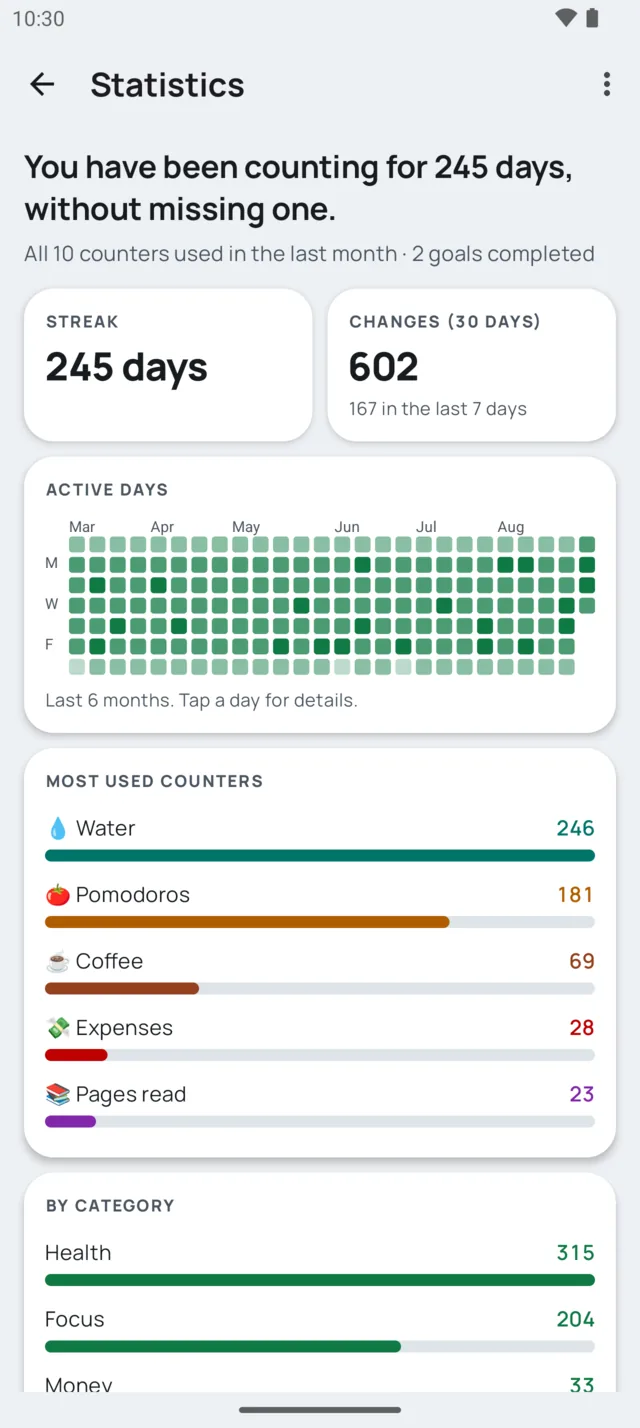 10:30
Statistics
You have been counting for 245 days,
without missing one.
All 10 counters used in the last month · 2 goals completed
STREAK
245 days
CHANGES (30 DAYS)
602
167 in the last 7 days
ACTIVE DAYS
Mar Apr May Jun Jul Aug
M
W
F
Last 6 months. Tap a day for details.
MOST USED COUNTERS
Water 246
Pomodoros 181
Coffee 69
Expenses 28
Pages read 23
BY CATEGORY
Health 315
Focus 204
Money 33